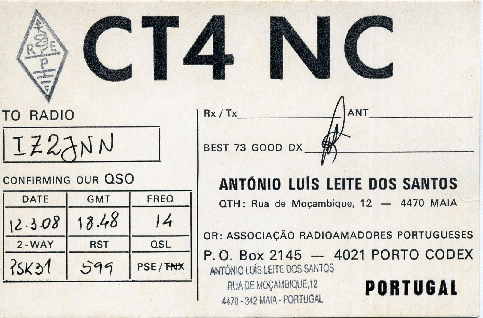 CT4 NC
R E P
TO RADIO
IZ2JNN
CONFIRMING OUR QSO
DATE GMT FREQ
12.3.08 18.48 14
2-WAY RST QSL
PSK31 599 PSE/TNX
Rx/Tx ANT
BEST 73 GOOD DX
ANTÓNIO LUÍS LEITE DOS SANTOS
QTH: Rua de Moçambique, 12 — 4470 MAIA
OR: ASSOCIAÇÃO RADIOAMADORES PORTUGUESES
P.O. Box 2145 — 4021 PORTO CODEX
ANTÓNIO LUÍS LEITE DOS SANTOS
RUA DE MOÇAMBIQUE,12
4470 - 342 MAIA - PORTUGAL
PORTUGAL